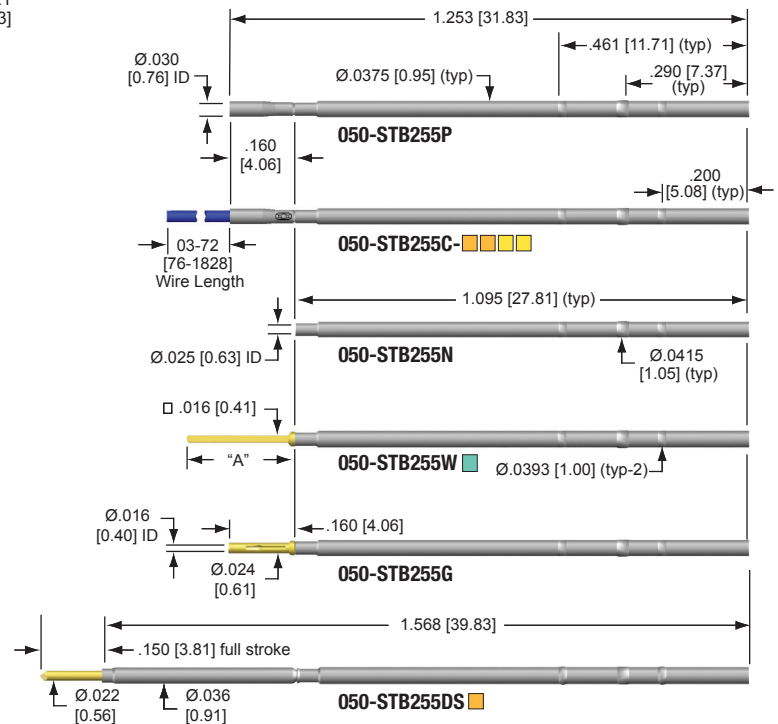 3]
1.253 [31.83]
.461 [11.71] (typ)
Ø.030
[0.76] ID
Ø.0375 [0.95] (typ)
.290 [7.37]
(typ)
050-STB255P
.160
[4.06]
.200
[5.08] (typ)
03-72
[76-1828]
Wire Length
050-STB255C-
1.095 [27.81] (typ)
Ø.025 [0.63] ID
050-STB255N
Ø.0415
[1.05] (typ)
□ .016 [0.41]
“A”
050-STB255W
Ø.0393 [1.00] (typ-2)
Ø.016
[0.40] ID
.160 [4.06]
Ø.024
[0.61]
050-STB255G
1.568 [39.83]
.150 [3.81] full stroke
Ø.022
[0.56]
Ø.036
[0.91]
050-STB255DS